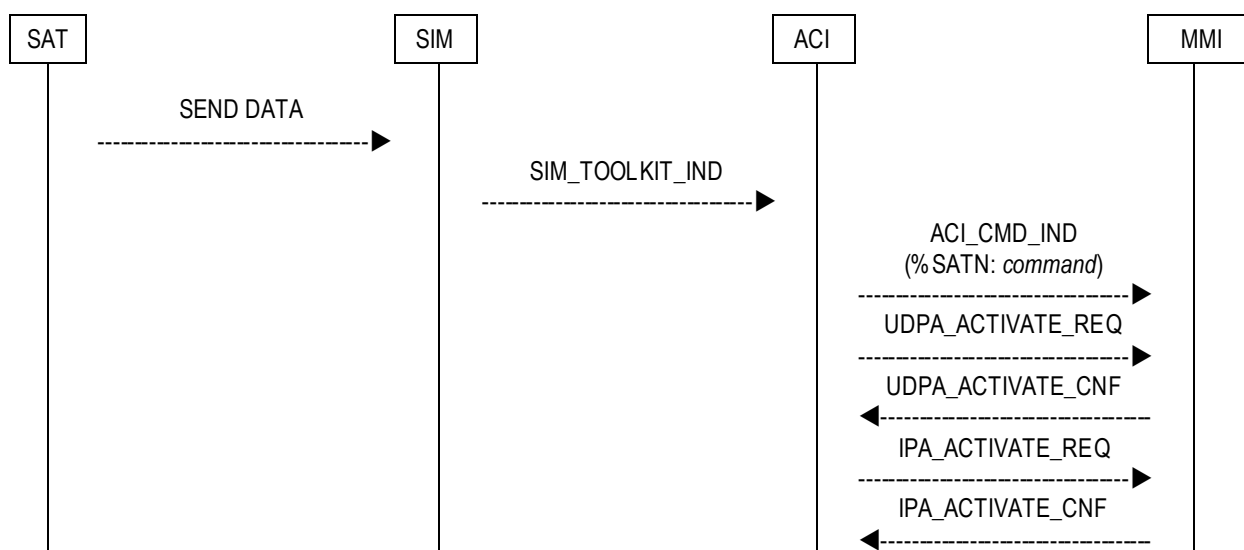 SAT
SIM
ACI
MMI
SEND DATA
SIM_TOOLKIT_IND
ACI_CMD_IND
(%SATN: command)
UDPA_ACTIVATE_REQ
UDPA_ACTIVATE_CNF
IPA_ACTIVATE_REQ
IPA_ACTIVATE_CNF